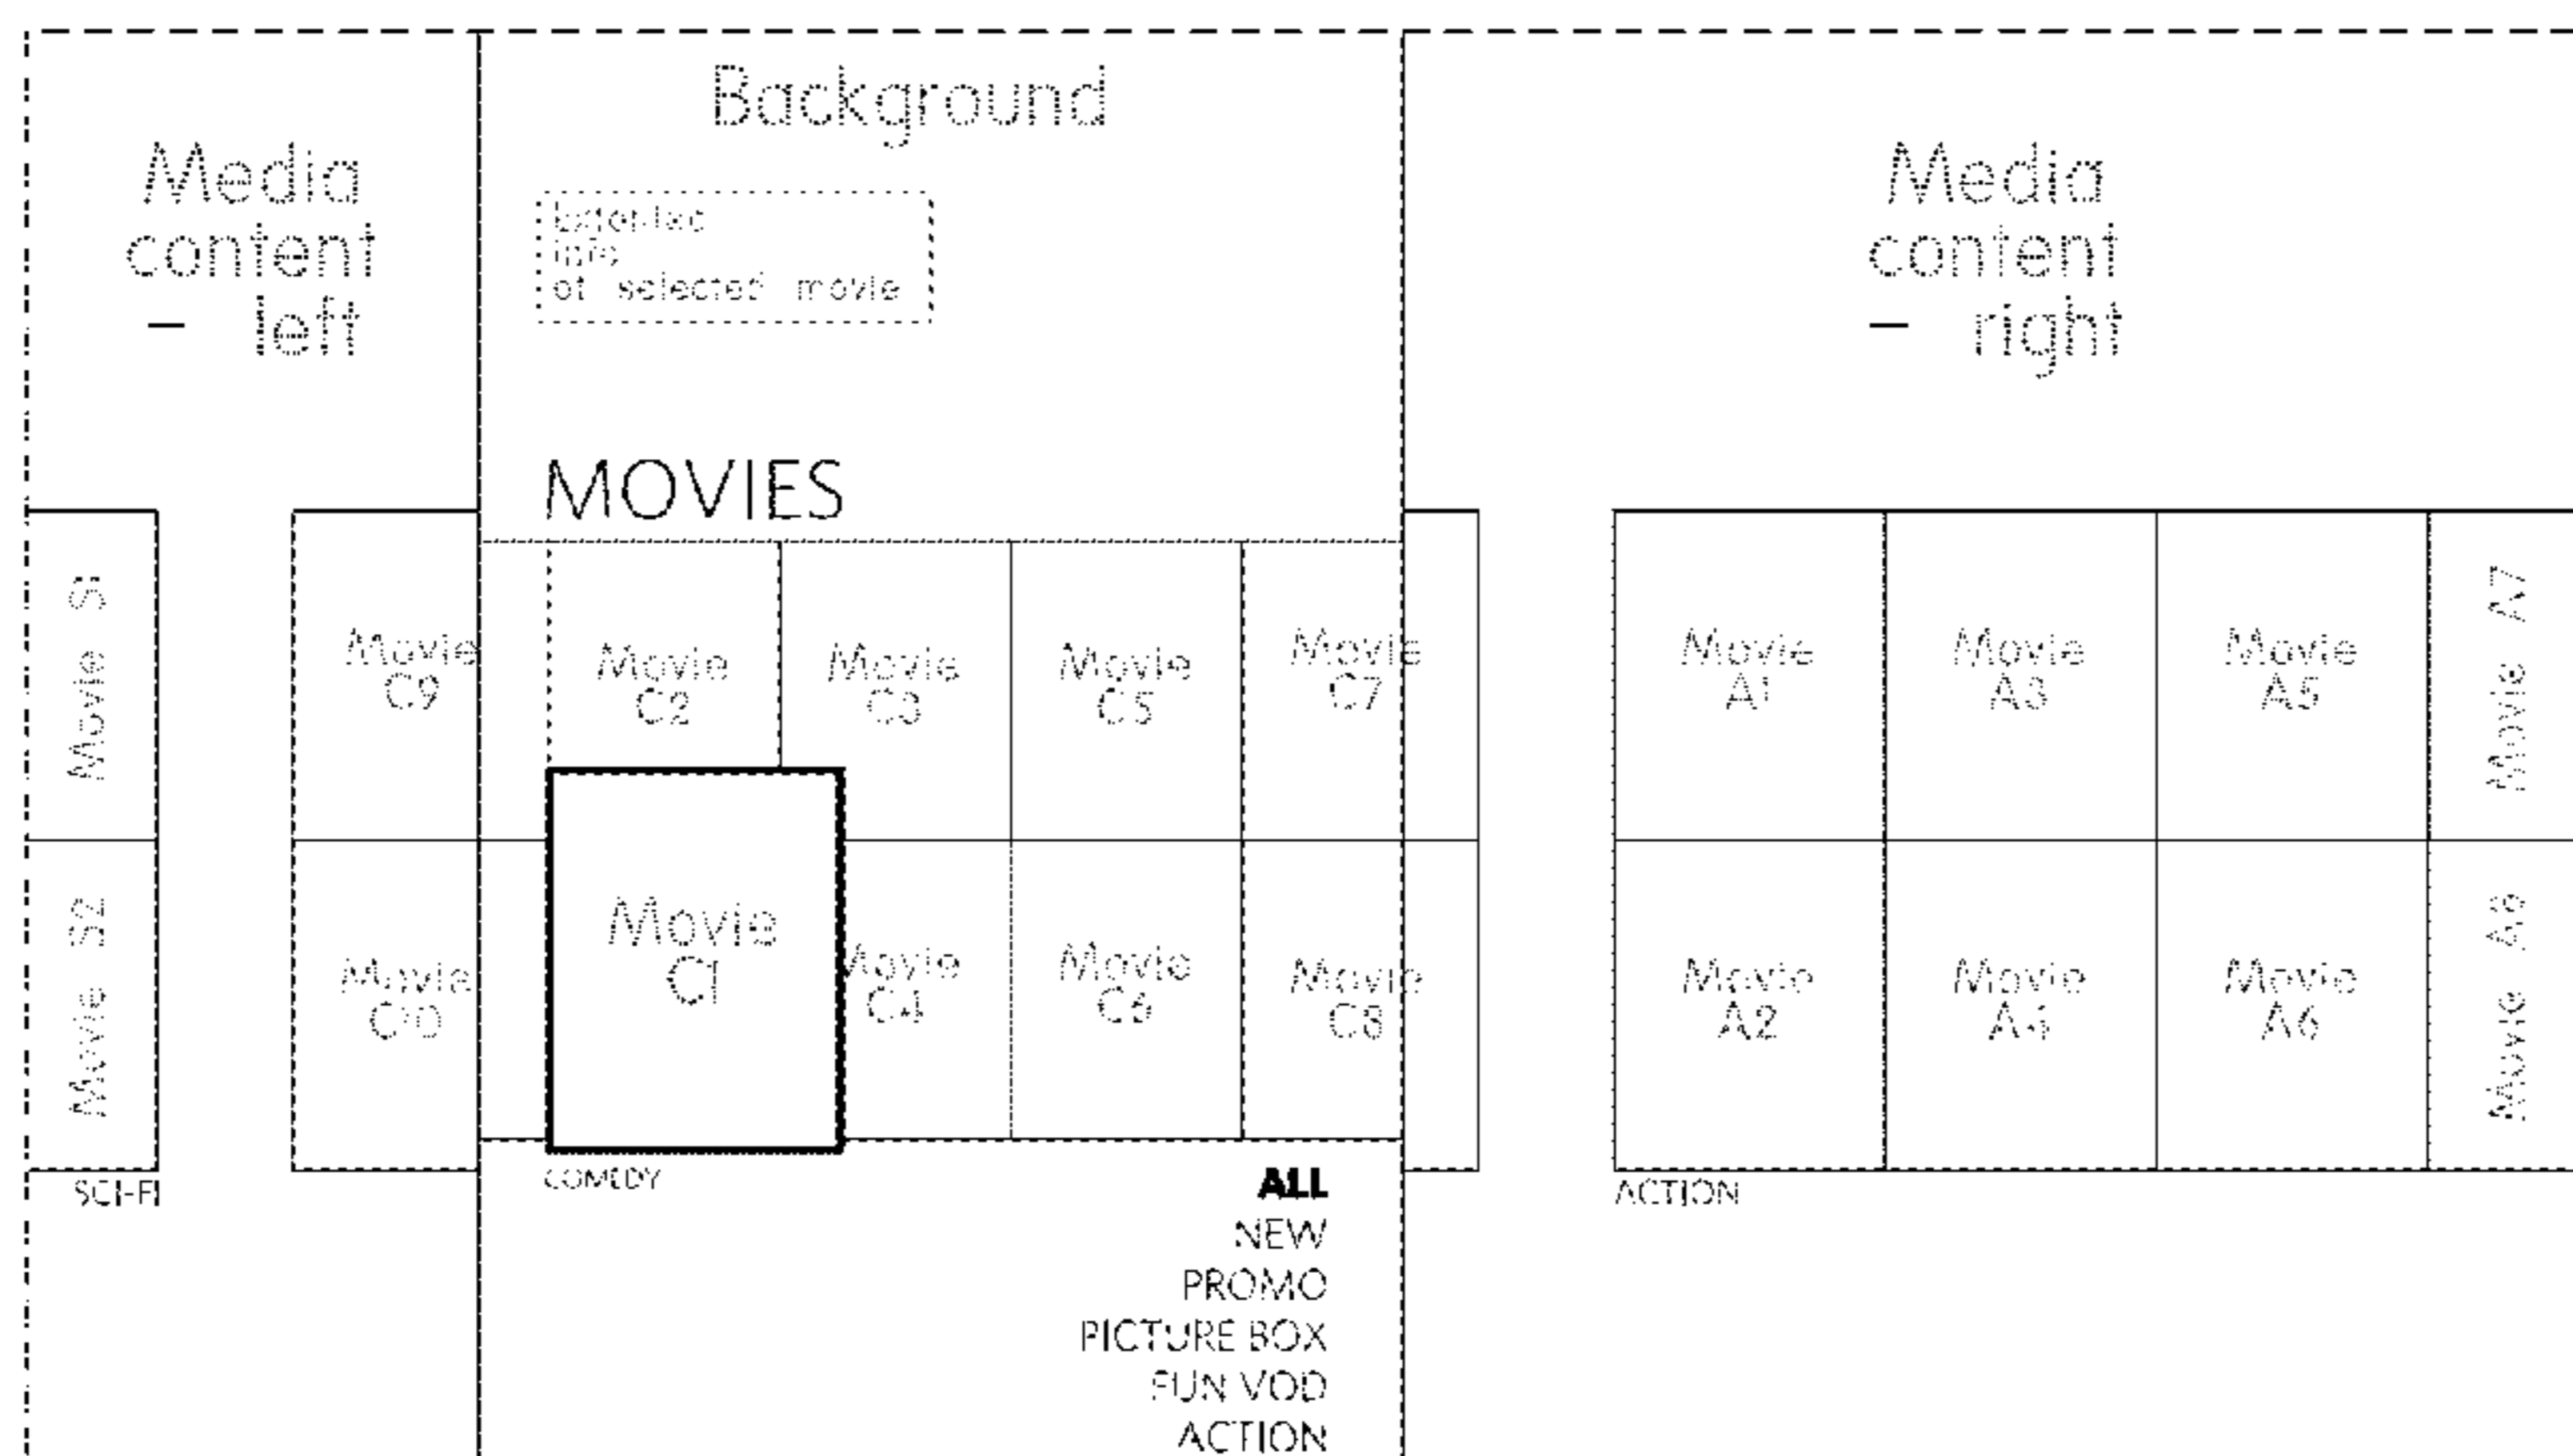 Background
Media
content
– left
info
of selected movie
Media
content
– right
MOVIES
Movie S1
Movie
C9
Movie
C2
Movie
C3
Movie
C5
Movie
C7
Movie
A1
Movie
A3
Movie
A5
Movie A7
Movie S2
Movie
C10
Movie
C1
Movie
C4
Movie
C6
Movie
C8
Movie
A2
Movie
A4
Movie
A6
Movie A8
SCI-FI
COMEDY
ACTION
ALL
NEW
PROMO
PICTURE BOX
FUN VOD
ACTION